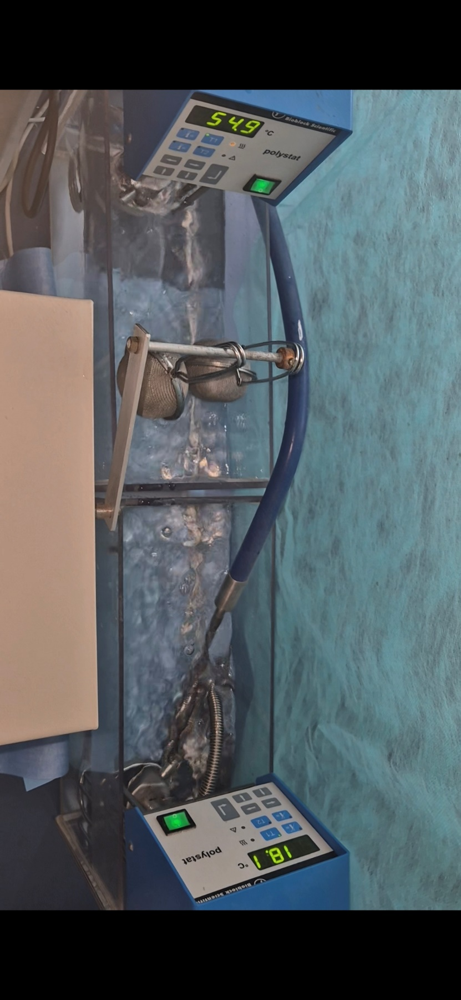 54.9 °C
Bioblock Scientific
T1
T2
polystat
Bioblock Scientific
18.1 °C
polystat
T1
T2